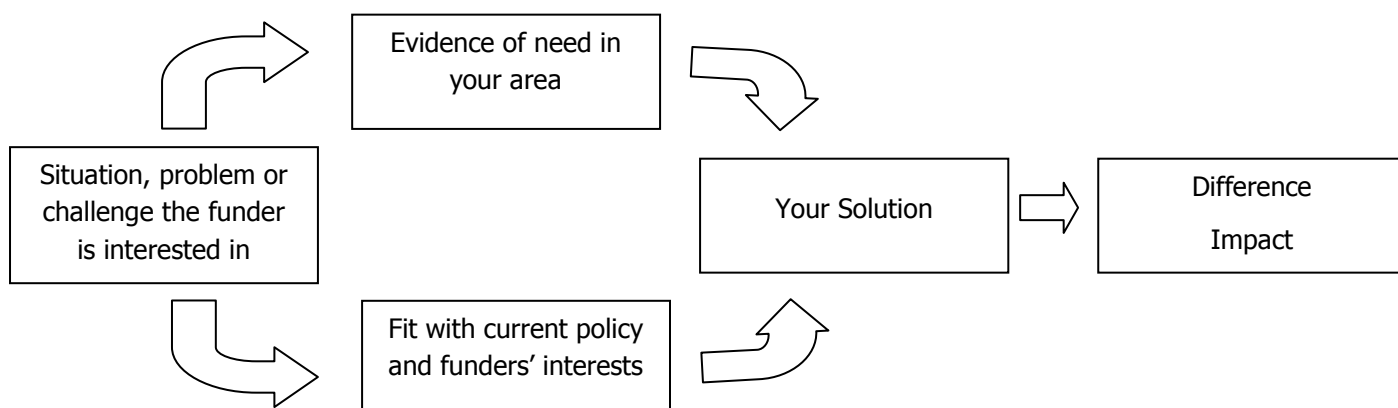 Evidence of need in
your area
Situation, problem or
challenge the funder
is interested in
Your Solution
Difference
Impact
Fit with current policy
and funders’ interests